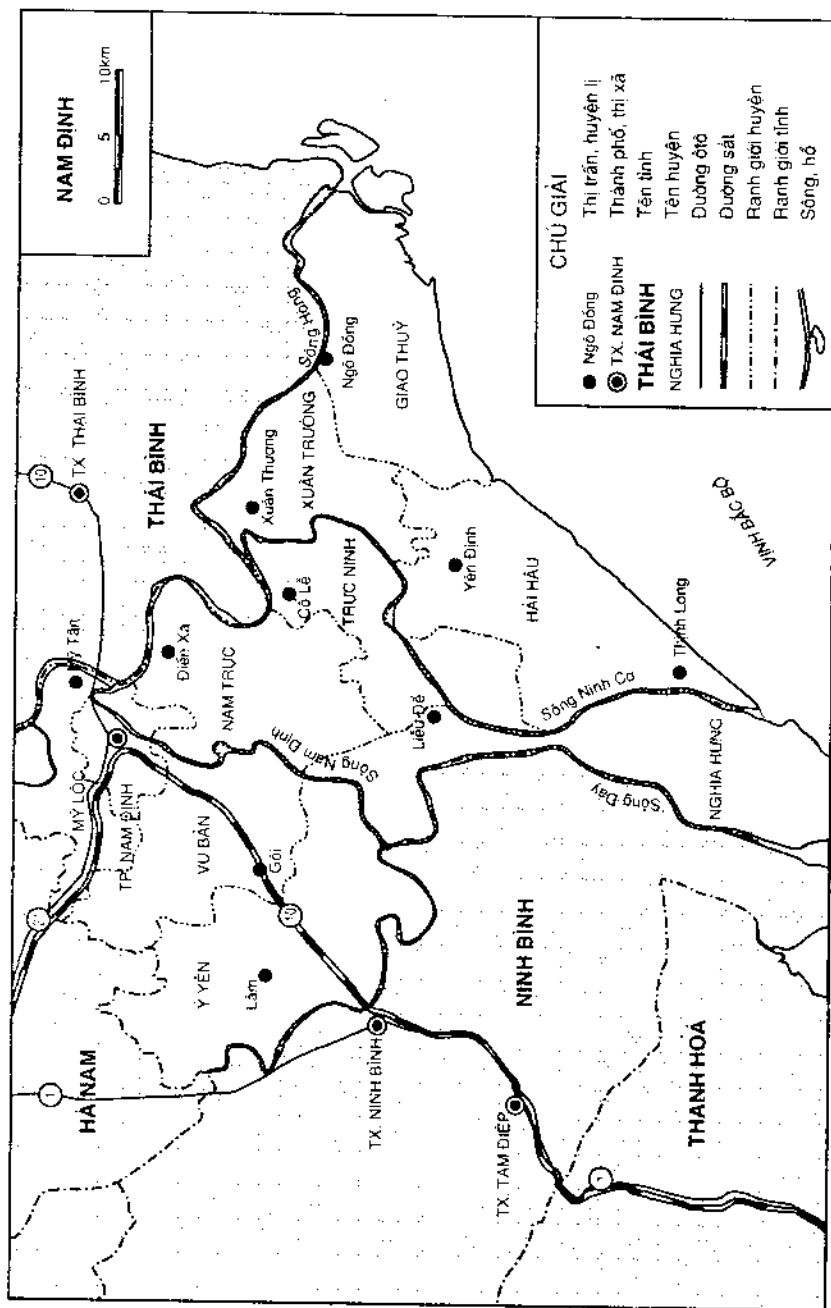 NAM ĐỊNH
0 5 10km
CHÚ GIẢI
Ngô Đồng Thị trấn, huyện lị
TX. NAM ĐỊNH Thành phố, thị xã
THÁI BÌNH Tên tỉnh
NGHĨA HƯNG Tên huyện
Đường ôtô
Đường sắt
Ranh giới huyện
Ranh giới tỉnh
Sông, hồ
HÀ NAM
1
MỸ LỘC
Mỹ Tân
10
TX. THÁI BÌNH
TP. NAM ĐỊNH
Điền Xá
THÁI BÌNH
Ý YÊN
VỤ BẢN
NAM TRỰC
Lâm
Gôi
Cổ Lễ
Xuân Thương
10
Sông Nam Định
XUÂN TRƯỜNG
Sông Hồng
Ngô Đồng
TX. NINH BÌNH
TRỰC NINH
GIAO THUỶ
Liễu Đề
Yên Định
TX. TAM ĐIỆP
NINH BÌNH
HẢI HẬU
Sông Ninh Cơ
1
Sông Đáy
Thịnh Long
THANH HOÁ
NGHĨA HƯNG
VỊNH BẮC BỘ